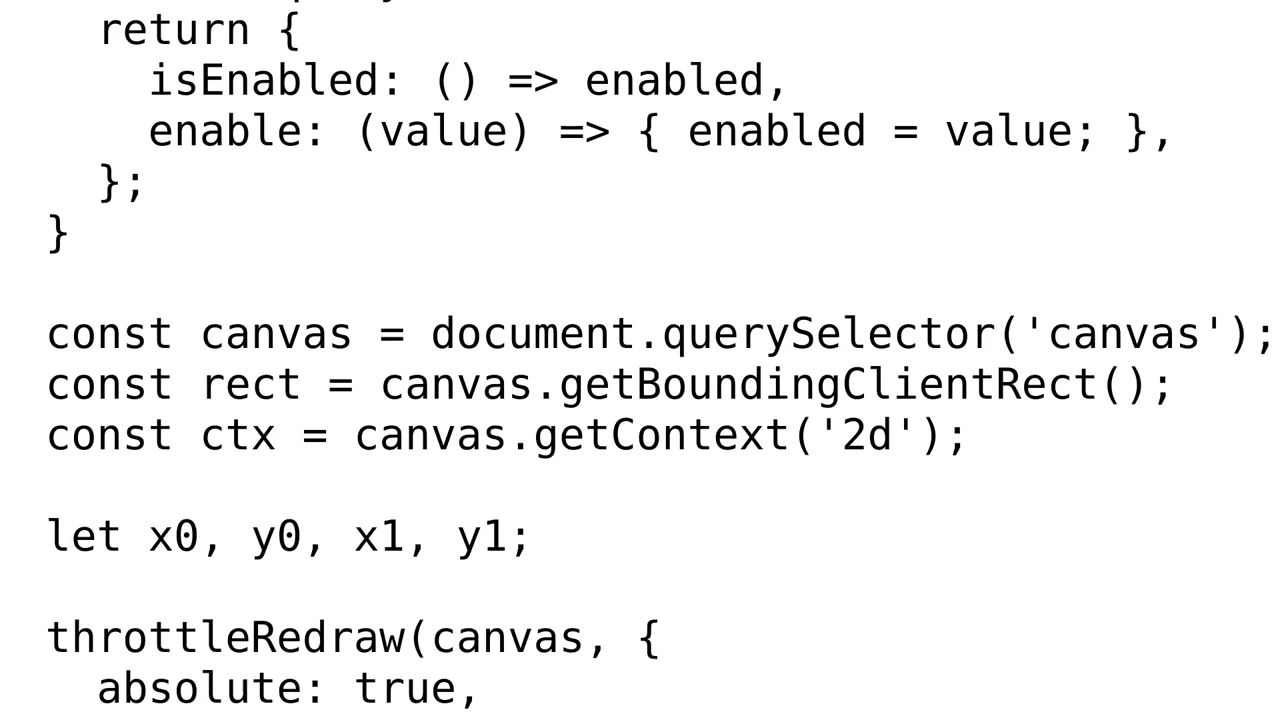 return {
isEnabled: () => enabled,
enable: (value) => { enabled = value; },
};
}
const canvas = document.querySelector('canvas');
const rect = canvas.getBoundingClientRect();
const ctx = canvas.getContext('2d');
let x0, y0, x1, y1;
throttleRedraw(canvas, {
absolute: true,